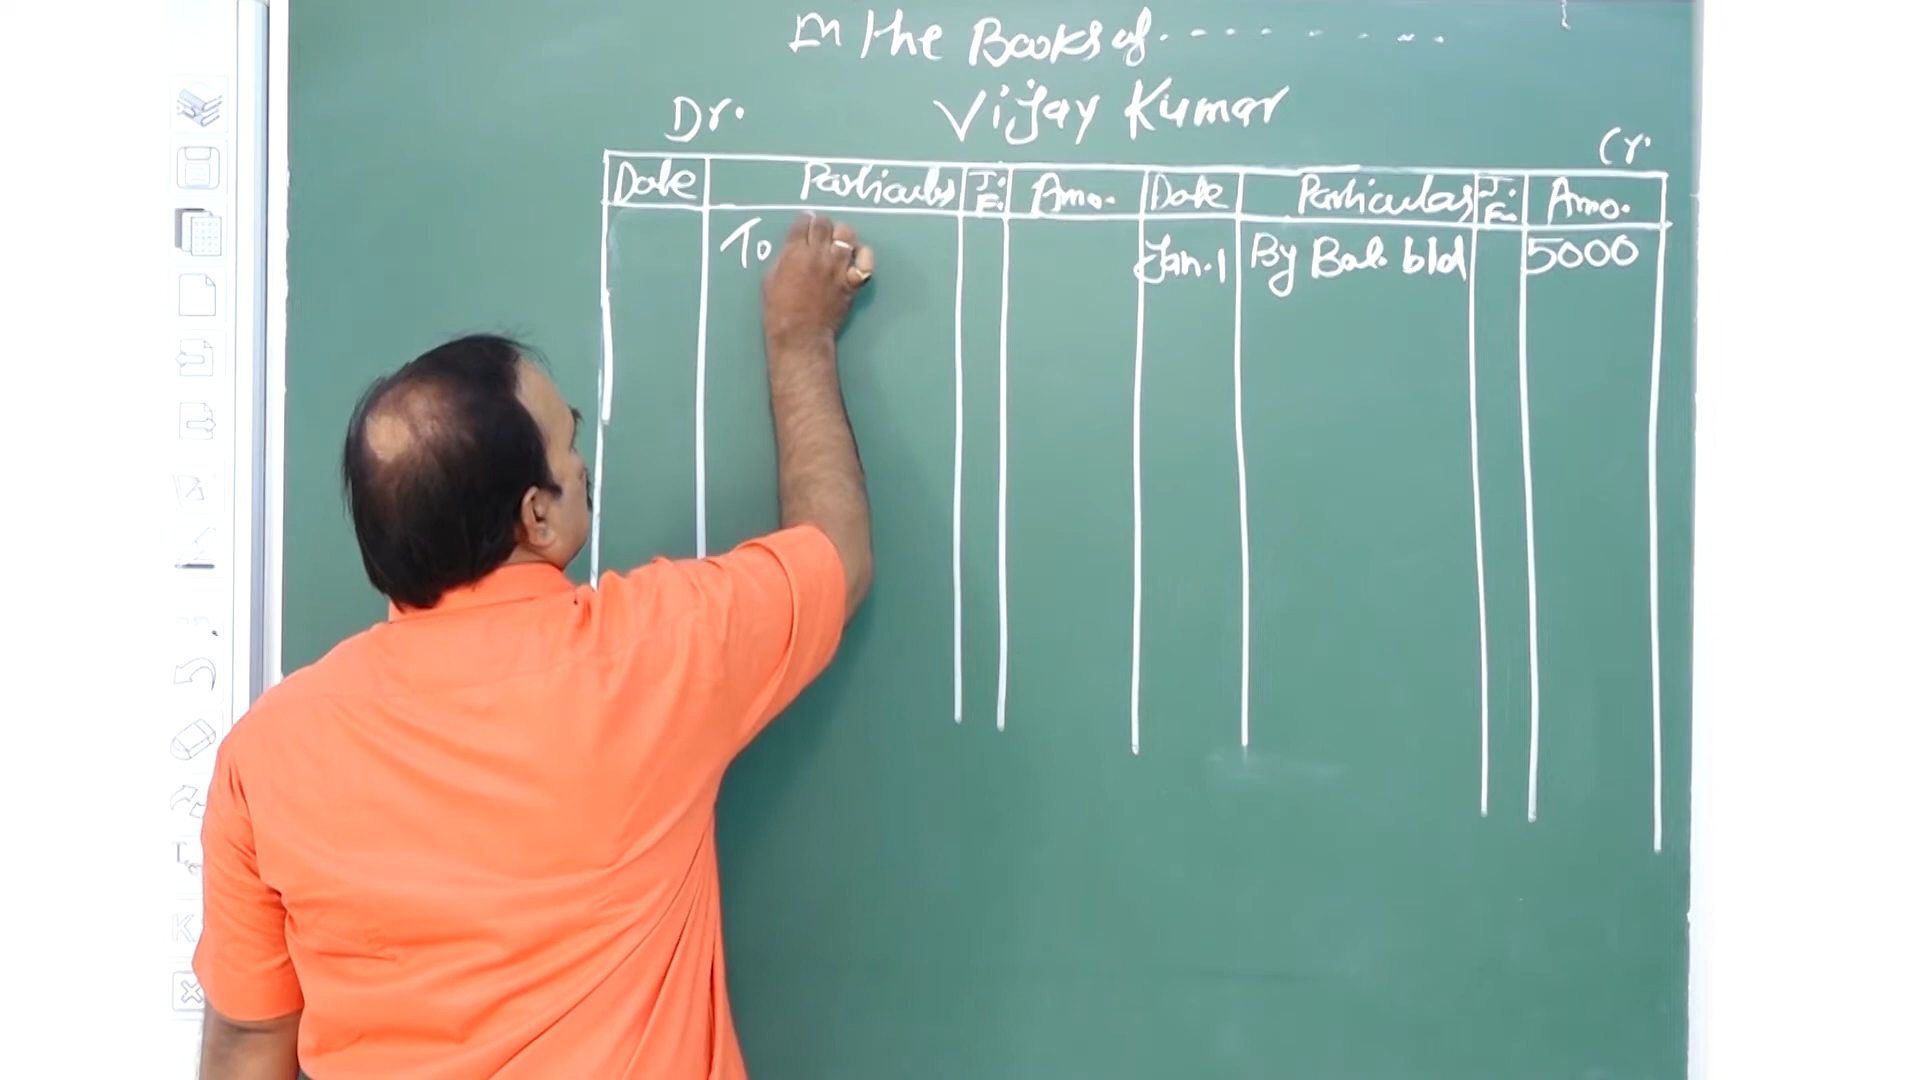 In the Books of.........
Dr. Vijay Kumar Cr.
Date Particulars J.F. Amo. Date Particulars J.F. Amo.
To Jan.1 By Bal. b/d 5000